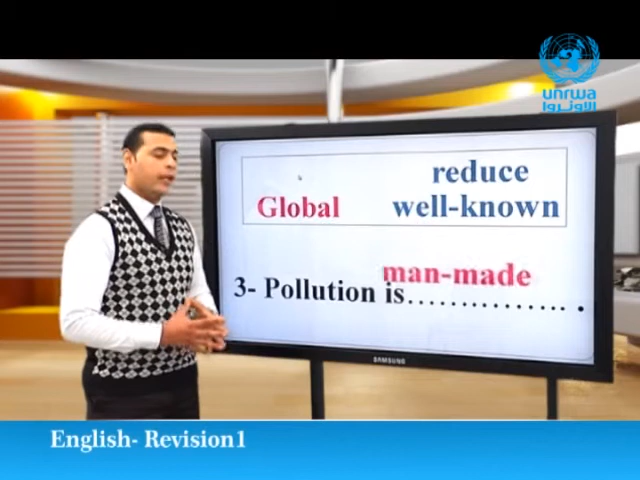 unrwa
الأونروا
reduce
Global well-known
man-made
3- Pollution is............... .
SAMSUNG
English- Revision1